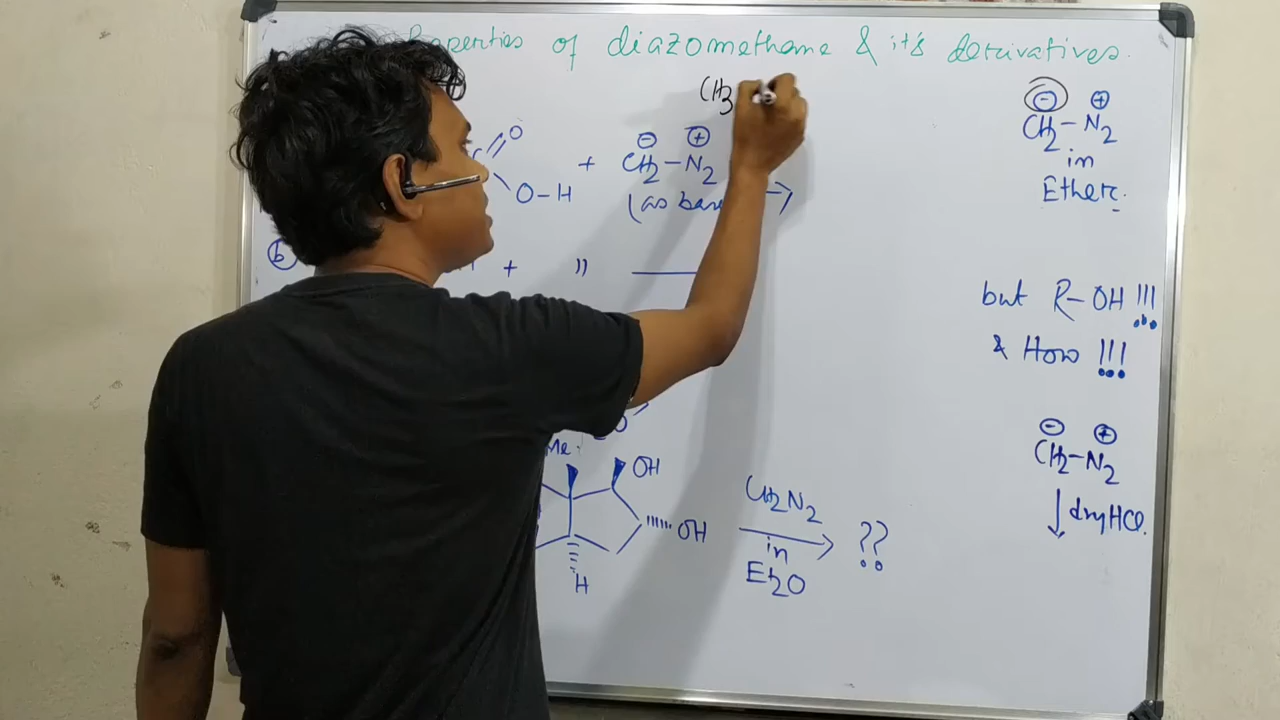 Properties of diazomethane & it's derivatives.
CH3
O
⊖ ⊕
CH2 – N2
O – H
+
(as base
⊖ ⊕
CH2 – N2
in
Ether.
(b)
+ "
but R – OH !!!
& How !!!
O
Me
OH
OH
H
CH2N2
in
Et2O
??
⊖ ⊕
CH2 – N2
↓ dry HCl.